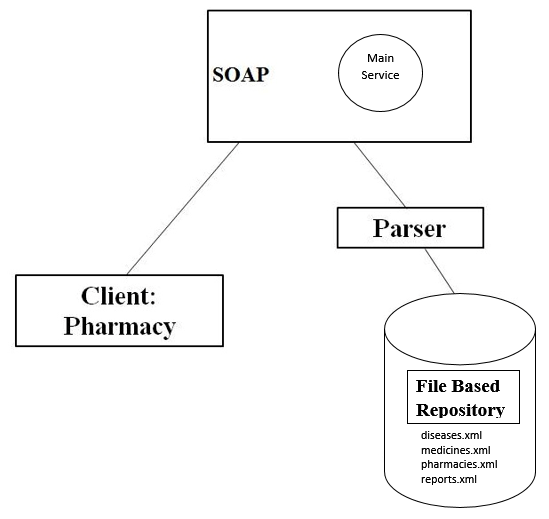 SOAP
Main
Service
Parser
Client:
Pharmacy
File Based
Repository
diseases.xml
medicines.xml
pharmacies.xml
reports.xml